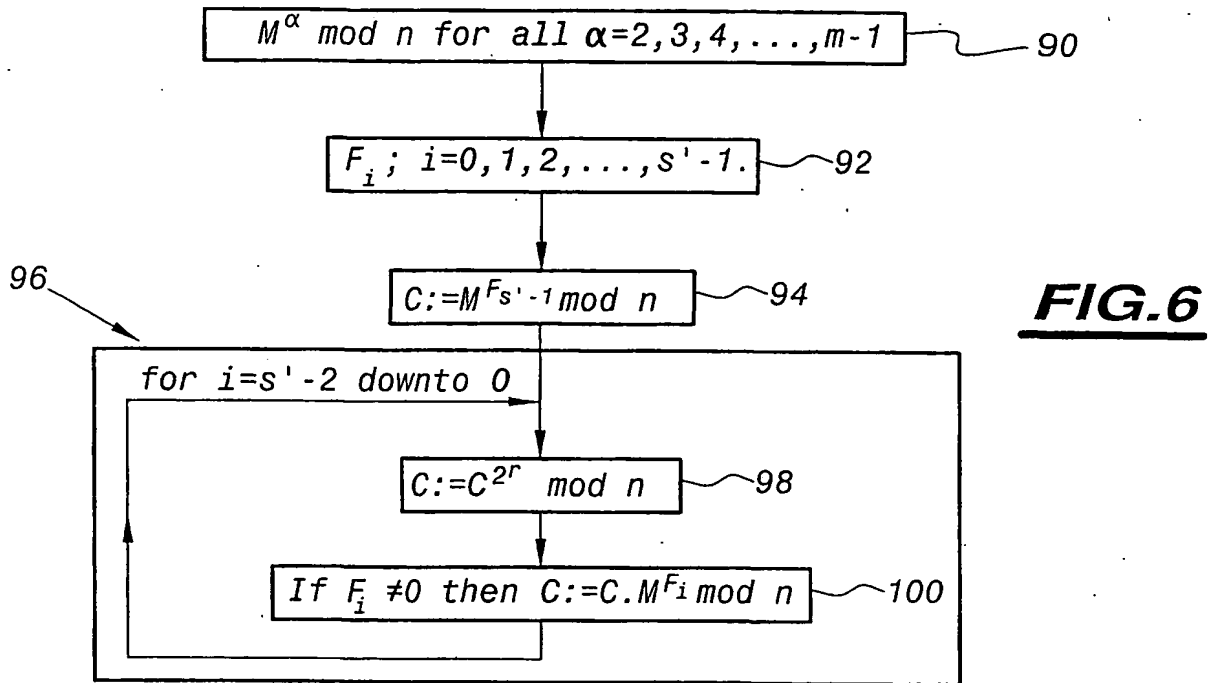 M^α mod n for all α=2,3,4,...,m-1
90
F_i; i=0,1,2,...,s'-1.
92
96
C:=M^{F_{s'-1}} mod n
94
FIG.6
for i=s'-2 downto 0
C:=C^{2^r} mod n
98
If F_i ≠0 then C:=C.M^{F_i} mod n
100